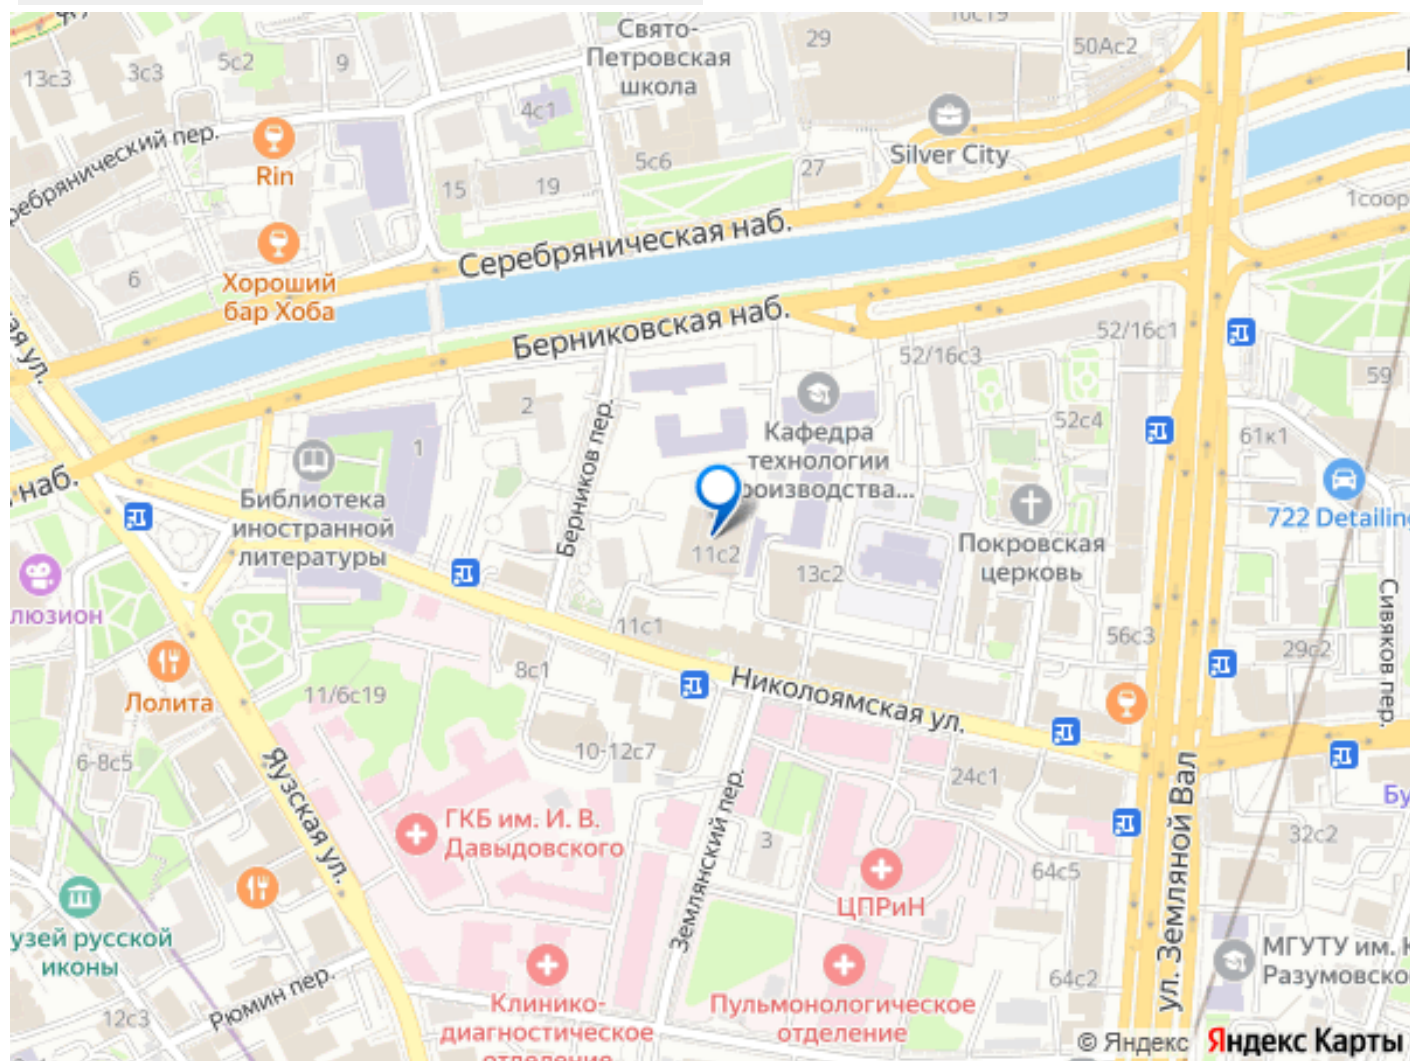 10с19
Свято-
Петровская
школа
29
50Ас2
13с3
3с3
5с2
9
4с1
Silver City
Rin
15
19
5с6
27
1соор
Серебряническая наб.
6
Хороший
бар Хоба
Берниковская наб.
52/16с1
52/16с3
59
2
Берников пер.
52с4
61к1
1
Кафедра
технологии
производства...
наб.
Библиотека
иностранной
литературы
722 Detailing
11с2
13с2
Покровская
церковь
Сивяков пер.
люзион
11с1
56с3
29с2
8с1
Лолита
11/6с19
Николоямская ул.
10-12с7
6-8с5
Яузская ул.
24с1
Землянский пер.
ул. Земляной Вал
Бу
ГКБ им. И. В.
Давыдовского
3
32с2
64с5
ЦПРиН
узей русской
иконы
МГУТУ им. К
Разумовско
64с2
Рюмин пер.
12с3
Клинико-
диагностическое
отделение
Пульмонологическое
отделение
© Яндекс Яндекс Карты